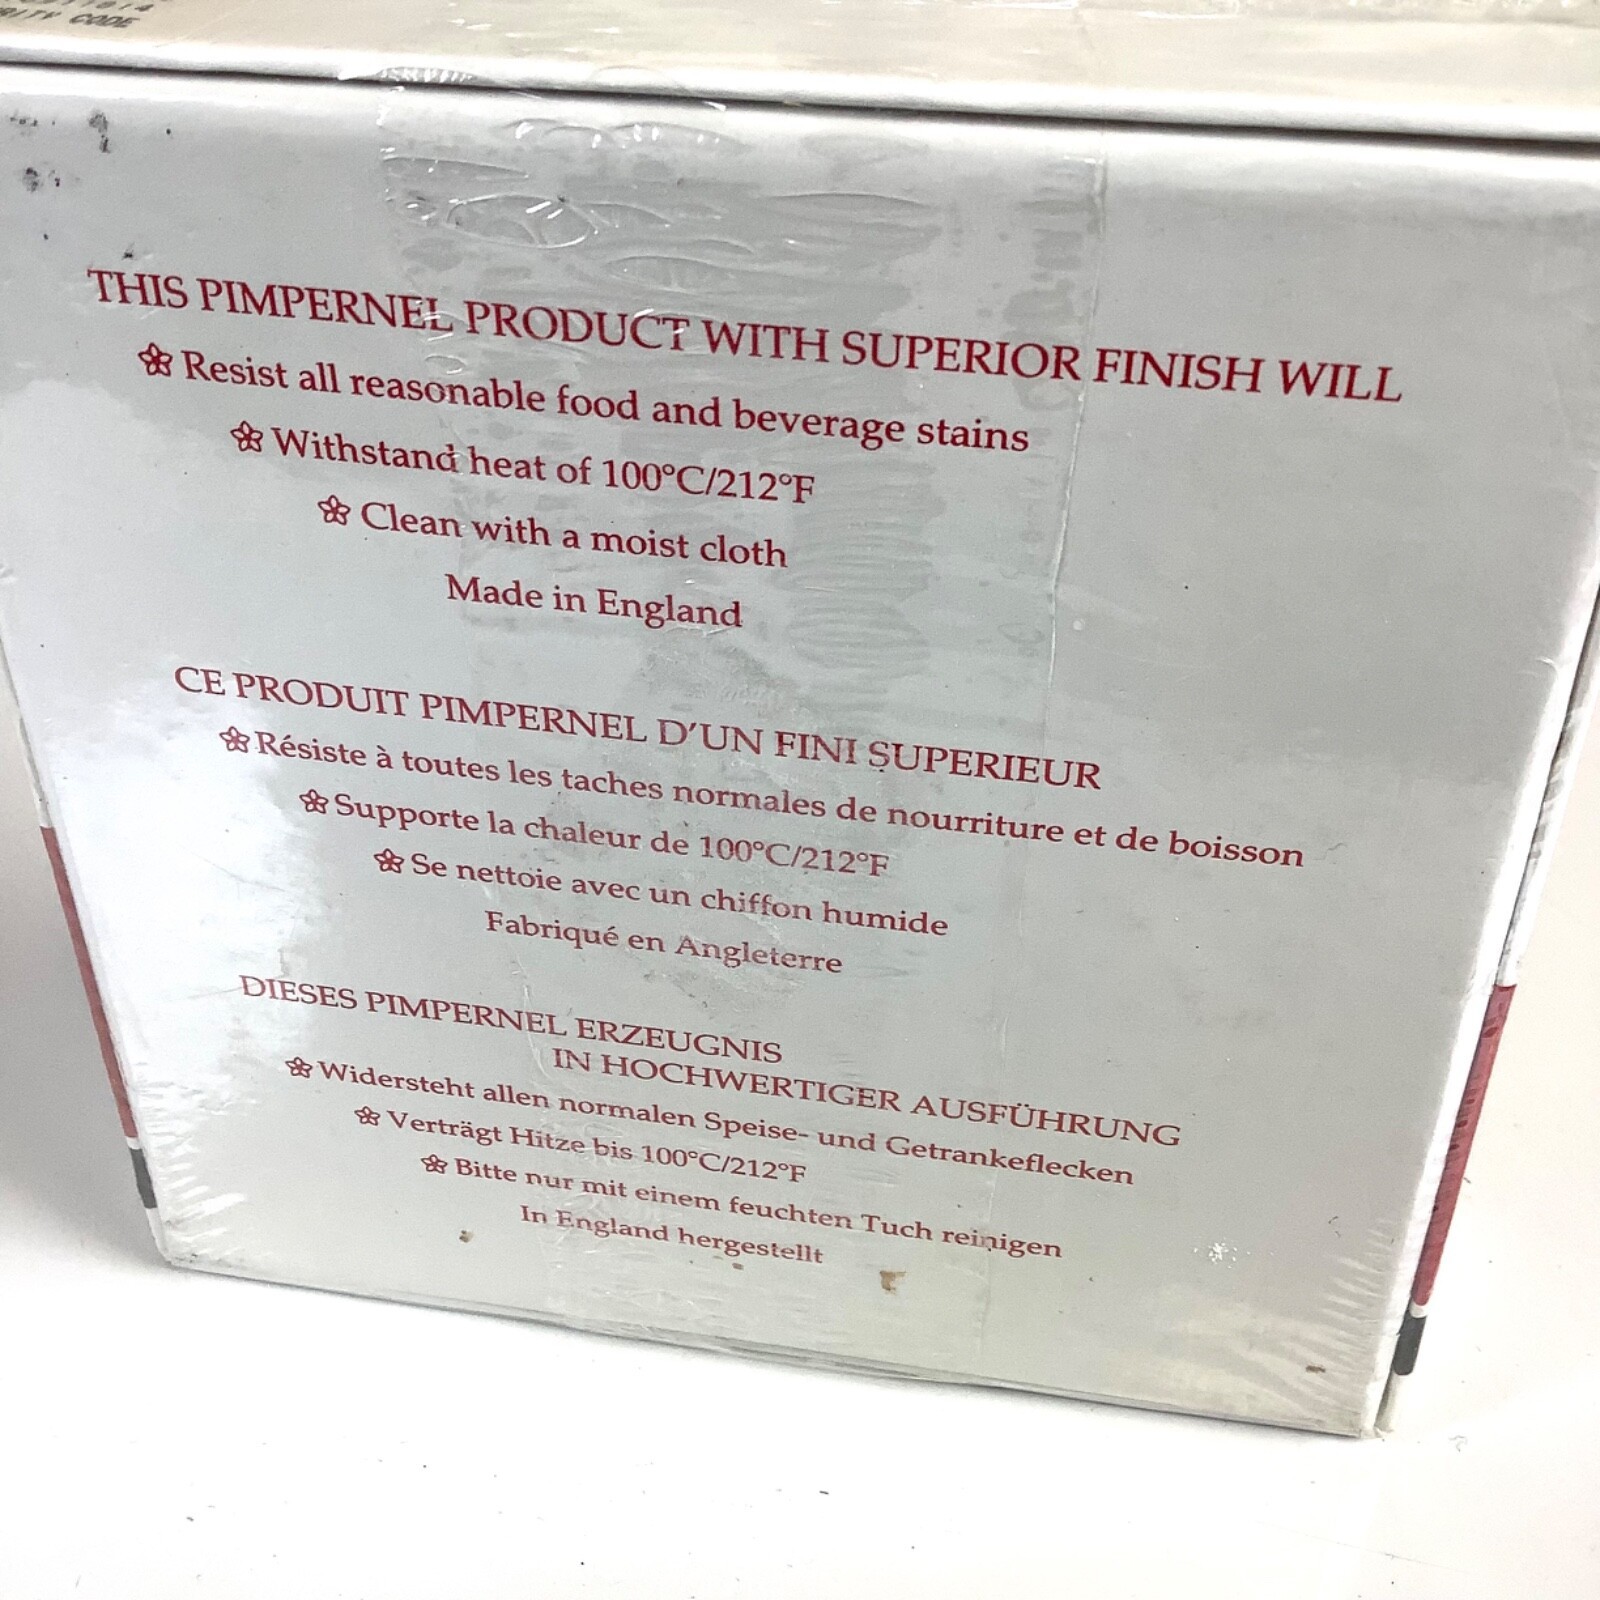 CODE
THIS PIMPERNEL PRODUCT WITH SUPERIOR FINISH WILL
Resist all reasonable food and beverage stains
Withstand heat of 100°C/212°F
Clean with a moist cloth
Made in England
CE PRODUIT PIMPERNEL D'UN FINI SUPERIEUR
Résiste à toutes les taches normales de nourriture et de boisson
Supporte la chaleur de 100°C/212°F
Se nettoie avec un chiffon humide
Fabriqué en Angleterre
DIESES PIMPERNEL ERZEUGNIS
IN HOCHWERTIGER AUSFÜHRUNG
Widersteht allen normalen Speise- und Getrankeflecken
Verträgt Hitze bis 100°C/212°F
Bitte nur mit einem feuchten Tuch reinigen
In England hergestellt